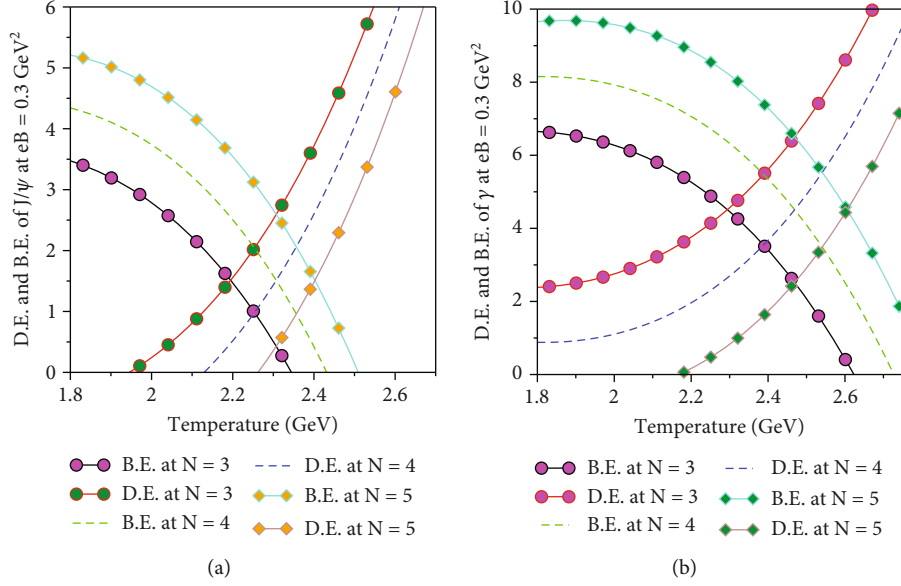 D.E. and B.E. of J/ψ at eB = 0.3 GeV²
6
5
4
3
2
1
0
1.8
2
2.2
2.4
2.6
Temperature (GeV)
B.E. at N = 3
D.E. at N = 3
B.E. at N = 4
D.E. at N = 4
B.E. at N = 5
D.E. at N = 5
(a)
D.E. and B.E. of γ at eB = 0.3 GeV²
10
8
6
4
2
0
1.8
2
2.2
2.4
2.6
Temperature (GeV)
B.E. at N = 3
D.E. at N = 3
B.E. at N = 4
D.E. at N = 4
B.E. at N = 5
D.E. at N = 5
(b)